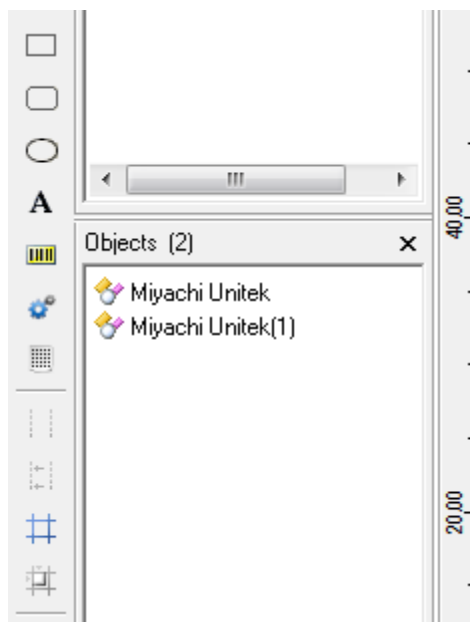 A
40,00
Objects (2)
Miyachi Unitek
Miyachi Unitek(1)
20,00